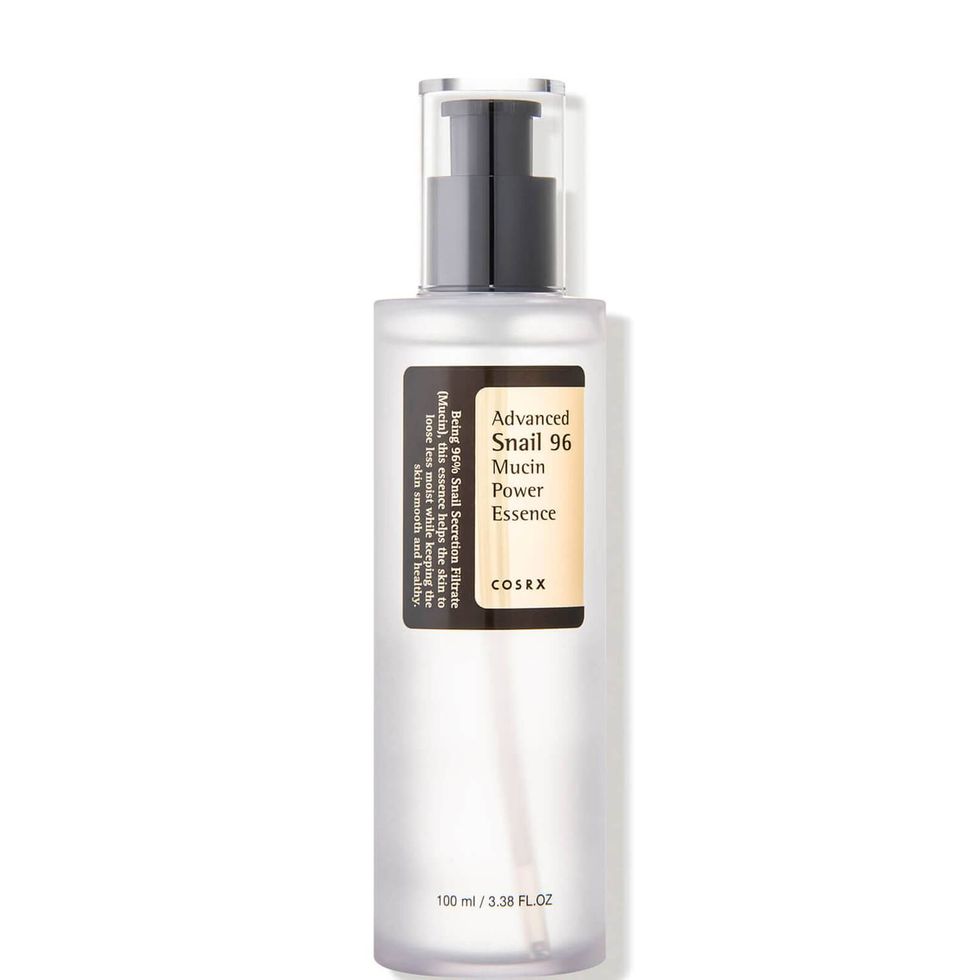 Advanced
Snail 96
Mucin
Power
Essence
COSRX
Being 96% Snail Secretion Filtrate
(Mucin), this essence helps the skin to
loose less moist while keeping the
skin smooth and healthy.
100 ml / 3.38 FL.OZ